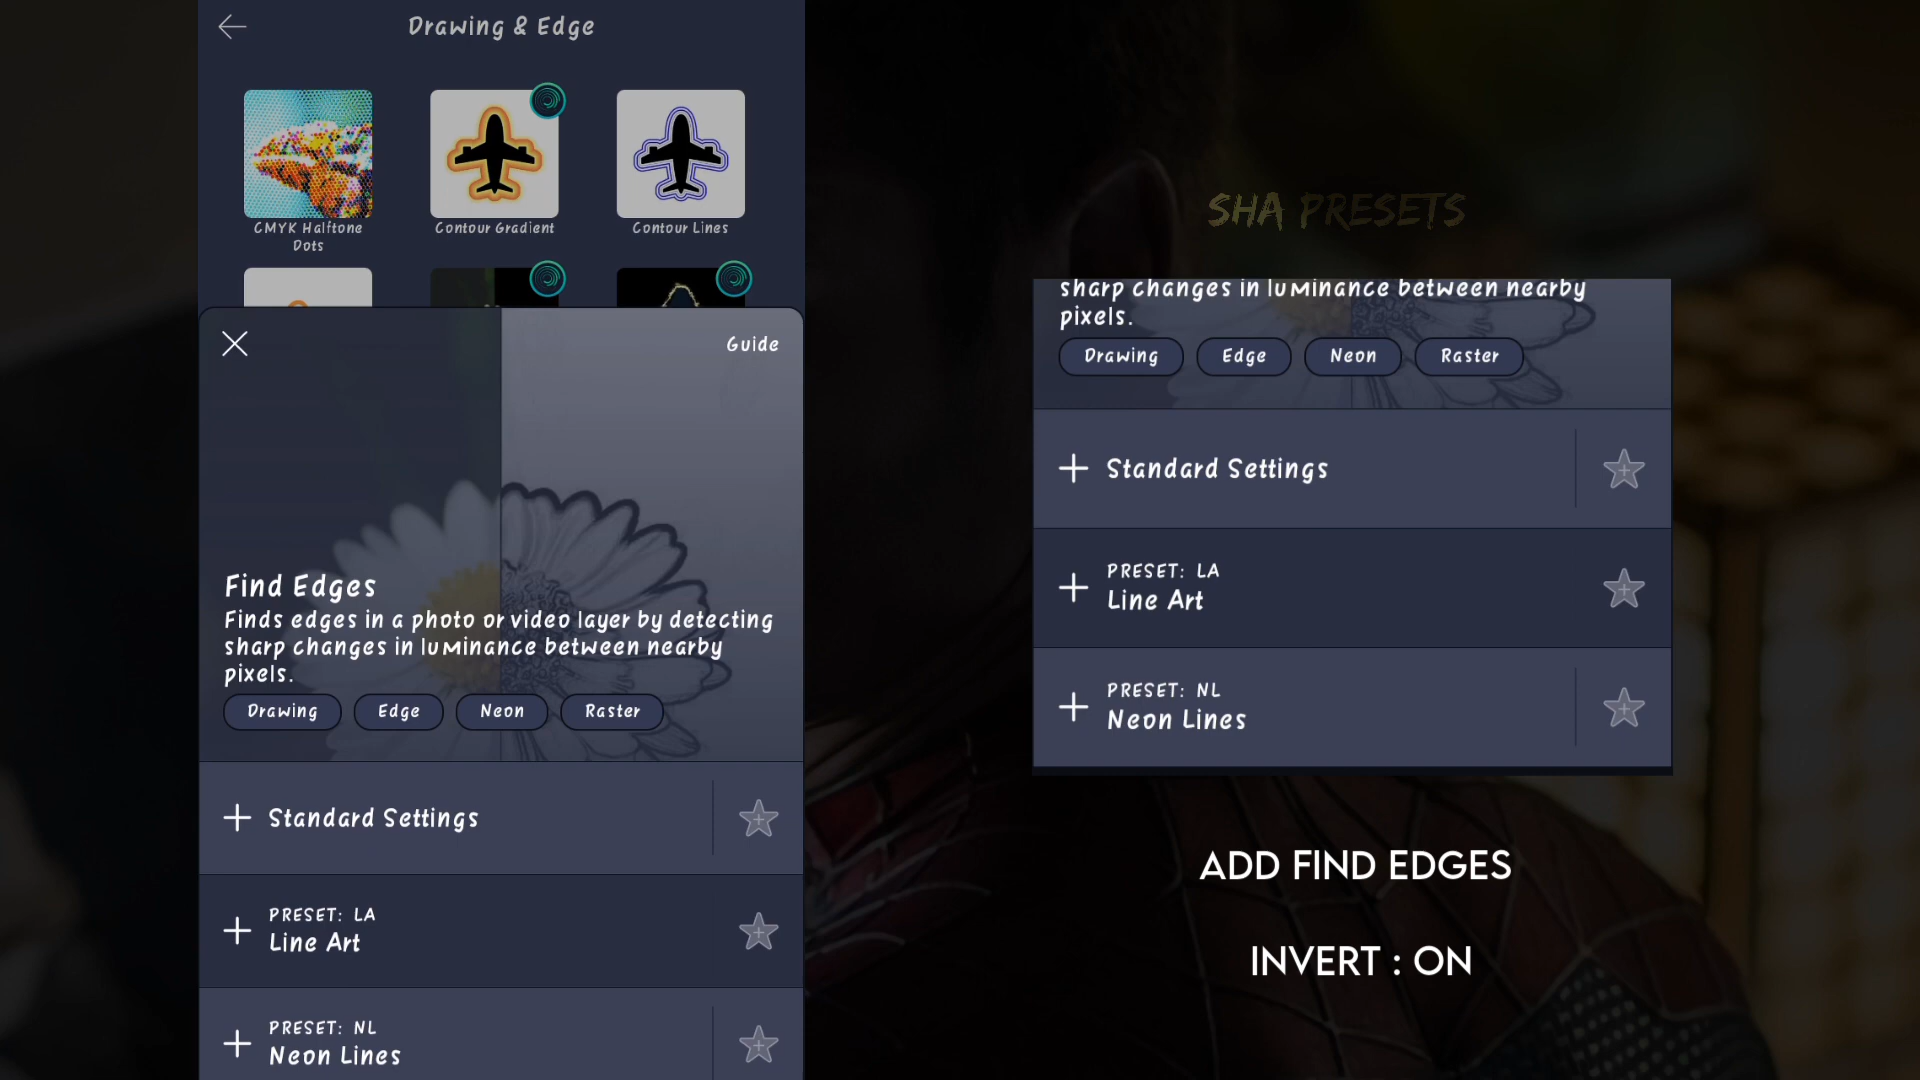 Drawing & Edge
CMYK Halftone
Dots
Contour Gradient
Contour Lines
Guide
Find Edges
Finds edges in a photo or video layer by detecting
sharp changes in luminance between nearby
pixels.
Drawing
Edge
Neon
Raster
Standard Settings
PRESET: LA
Line Art
PRESET: NL
Neon Lines
SHA PRESETS
sharp changes in luminance between nearby
pixels.
Drawing
Edge
Neon
Raster
Standard Settings
PRESET: LA
Line Art
PRESET: NL
Neon Lines
ADD FIND EDGES
INVERT : ON